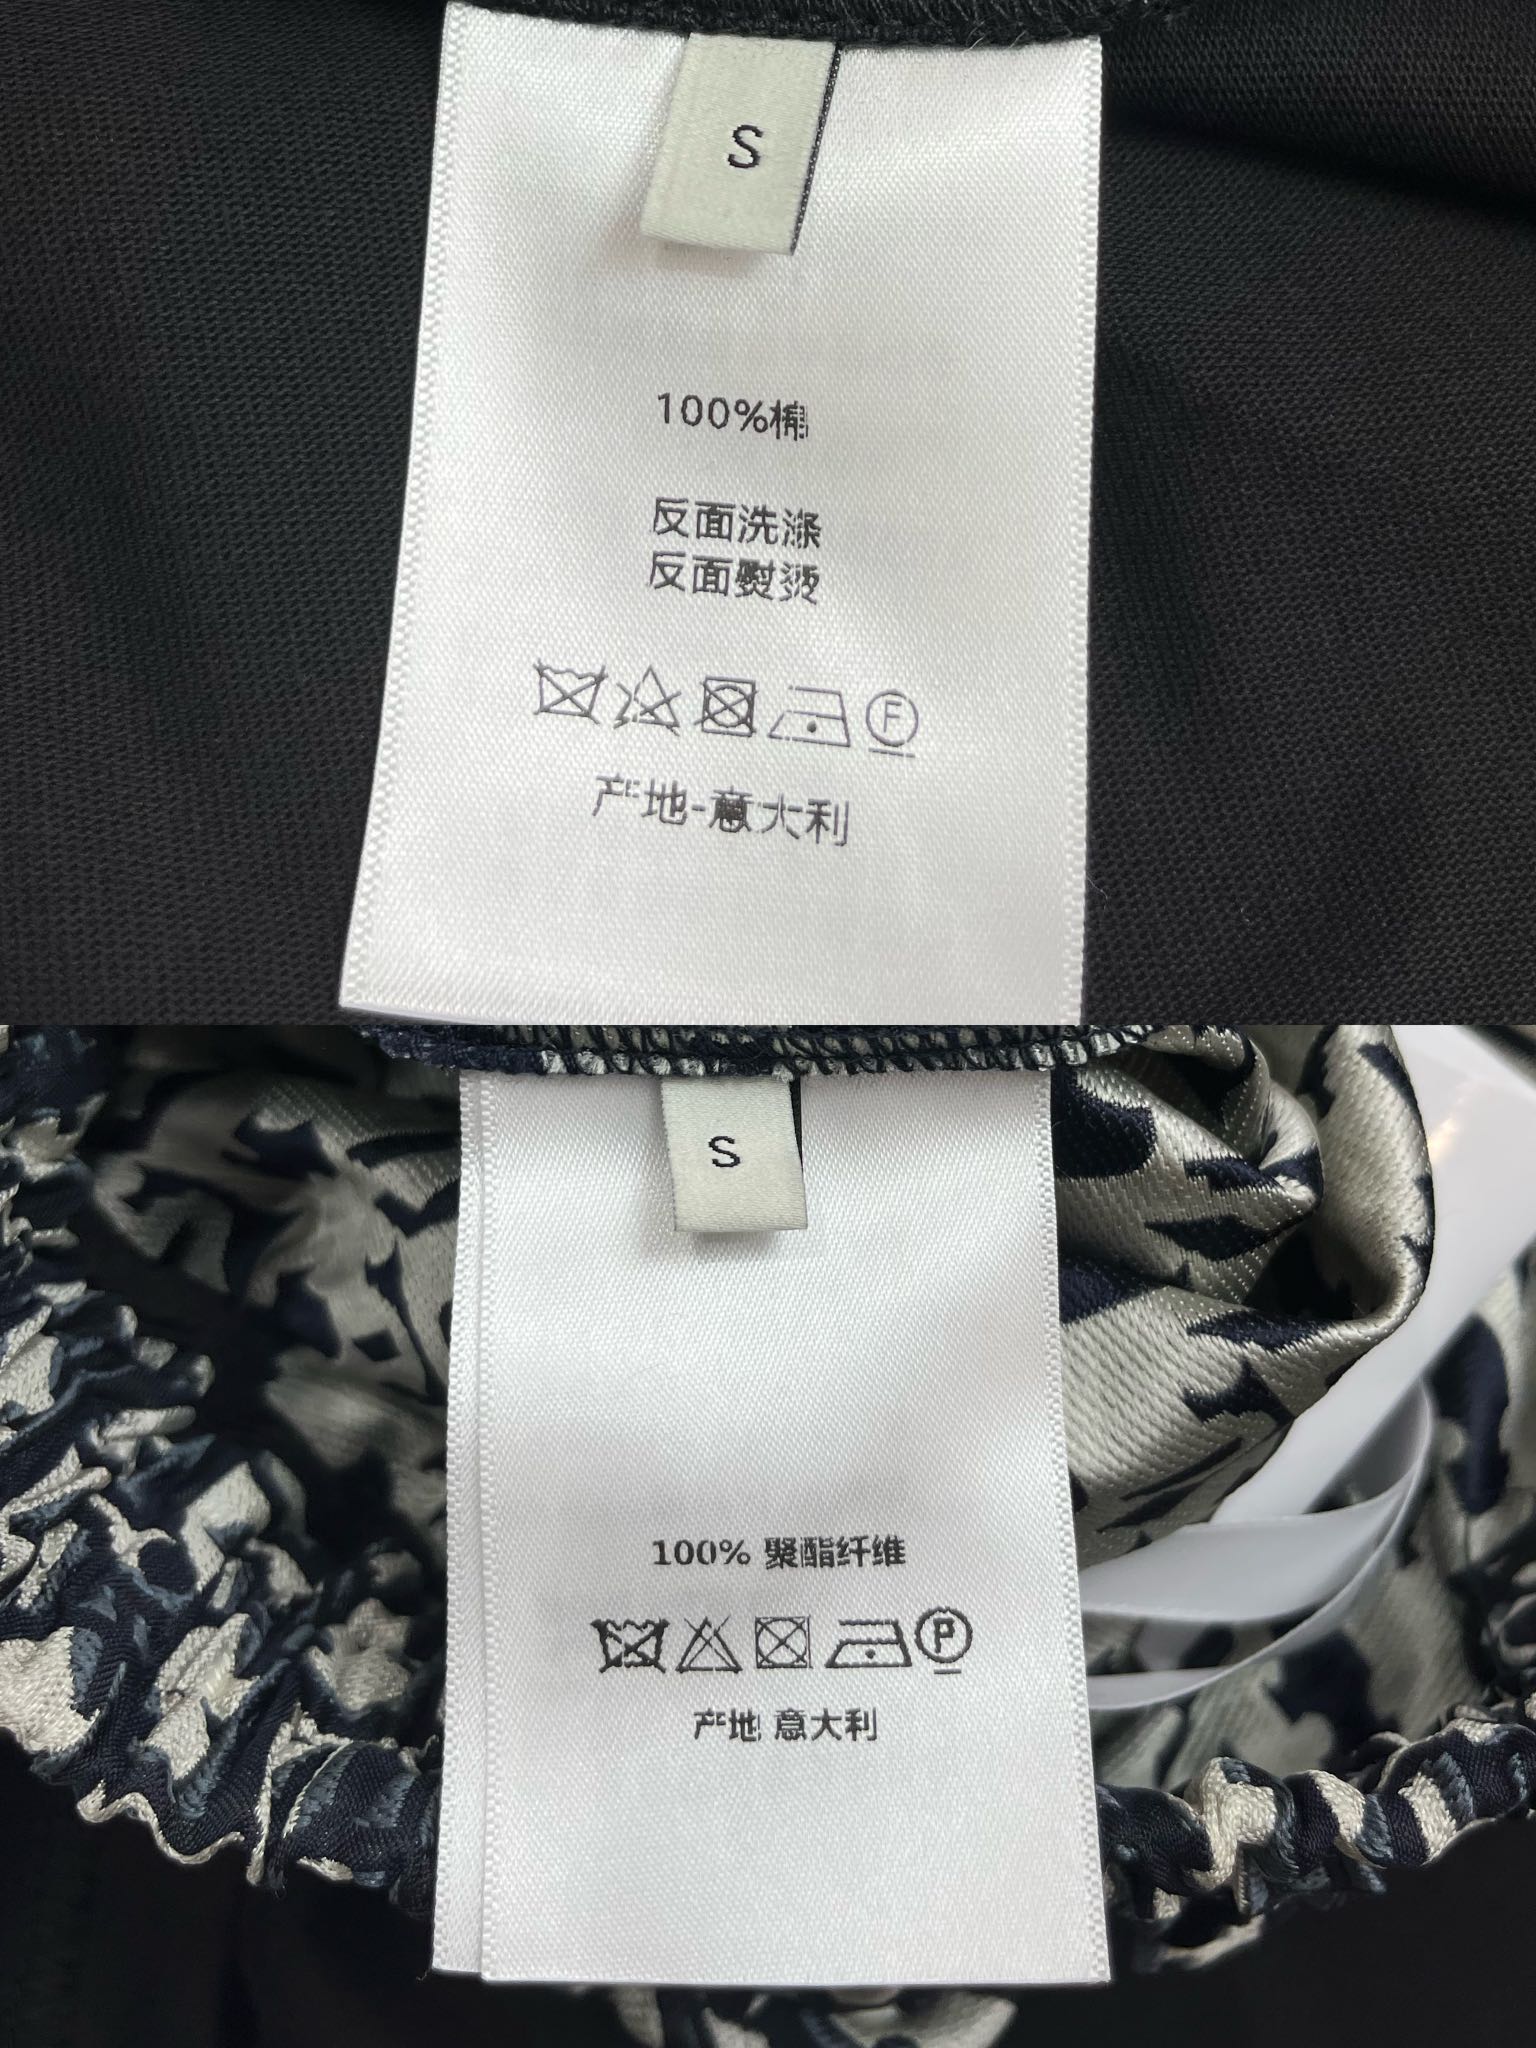 S
100%棉
反面洗涤
反面熨烫
F
产地-意大利
S
100% 聚酯纤维
P
产地 意大利